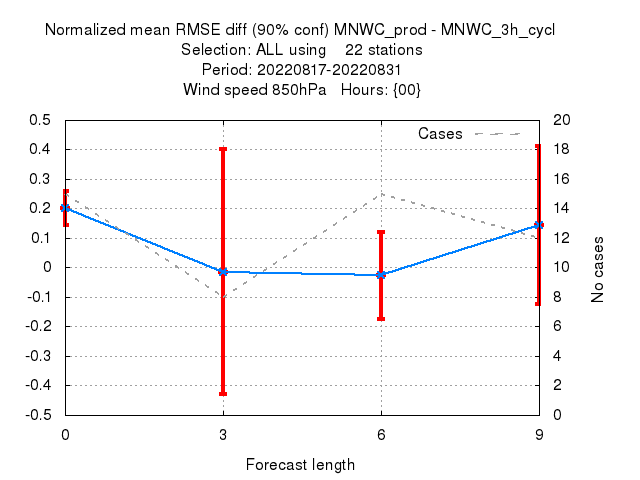 Normalized mean RMSE diff (90% conf) MNWC_prod - MNWC_3h_cycl
Selection: ALL using    22 stations
Period: 20220817-20220831
Wind speed 850hPa   Hours: {00}
Cases
0.5
0.4
0.3
0.2
0.1
0
-0.1
-0.2
-0.3
-0.4
-0.5
20
18
16
14
12
10
8
6
4
2
0
No cases
0 3 6 9
Forecast length